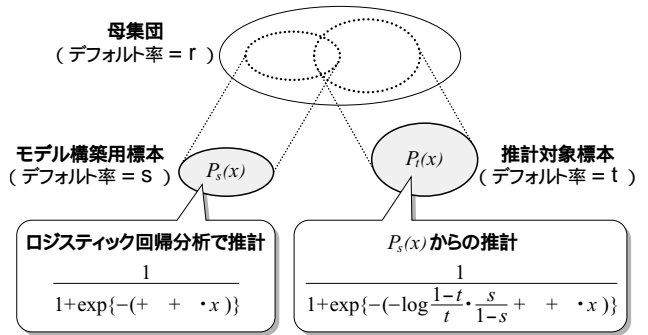 母集団
(デフォルト率 = r)
モデル構築用標本
(デフォルト率 = s)
P_s(x)
P_t(x)
推計対象標本
(デフォルト率 = t)
ロジスティック回帰分析で推計
1
1+exp{−(+ + ・x)}
P_s(x)からの推計
1
1+exp{−(−log (1−t)/t・s/(1−s) + + ・x)}